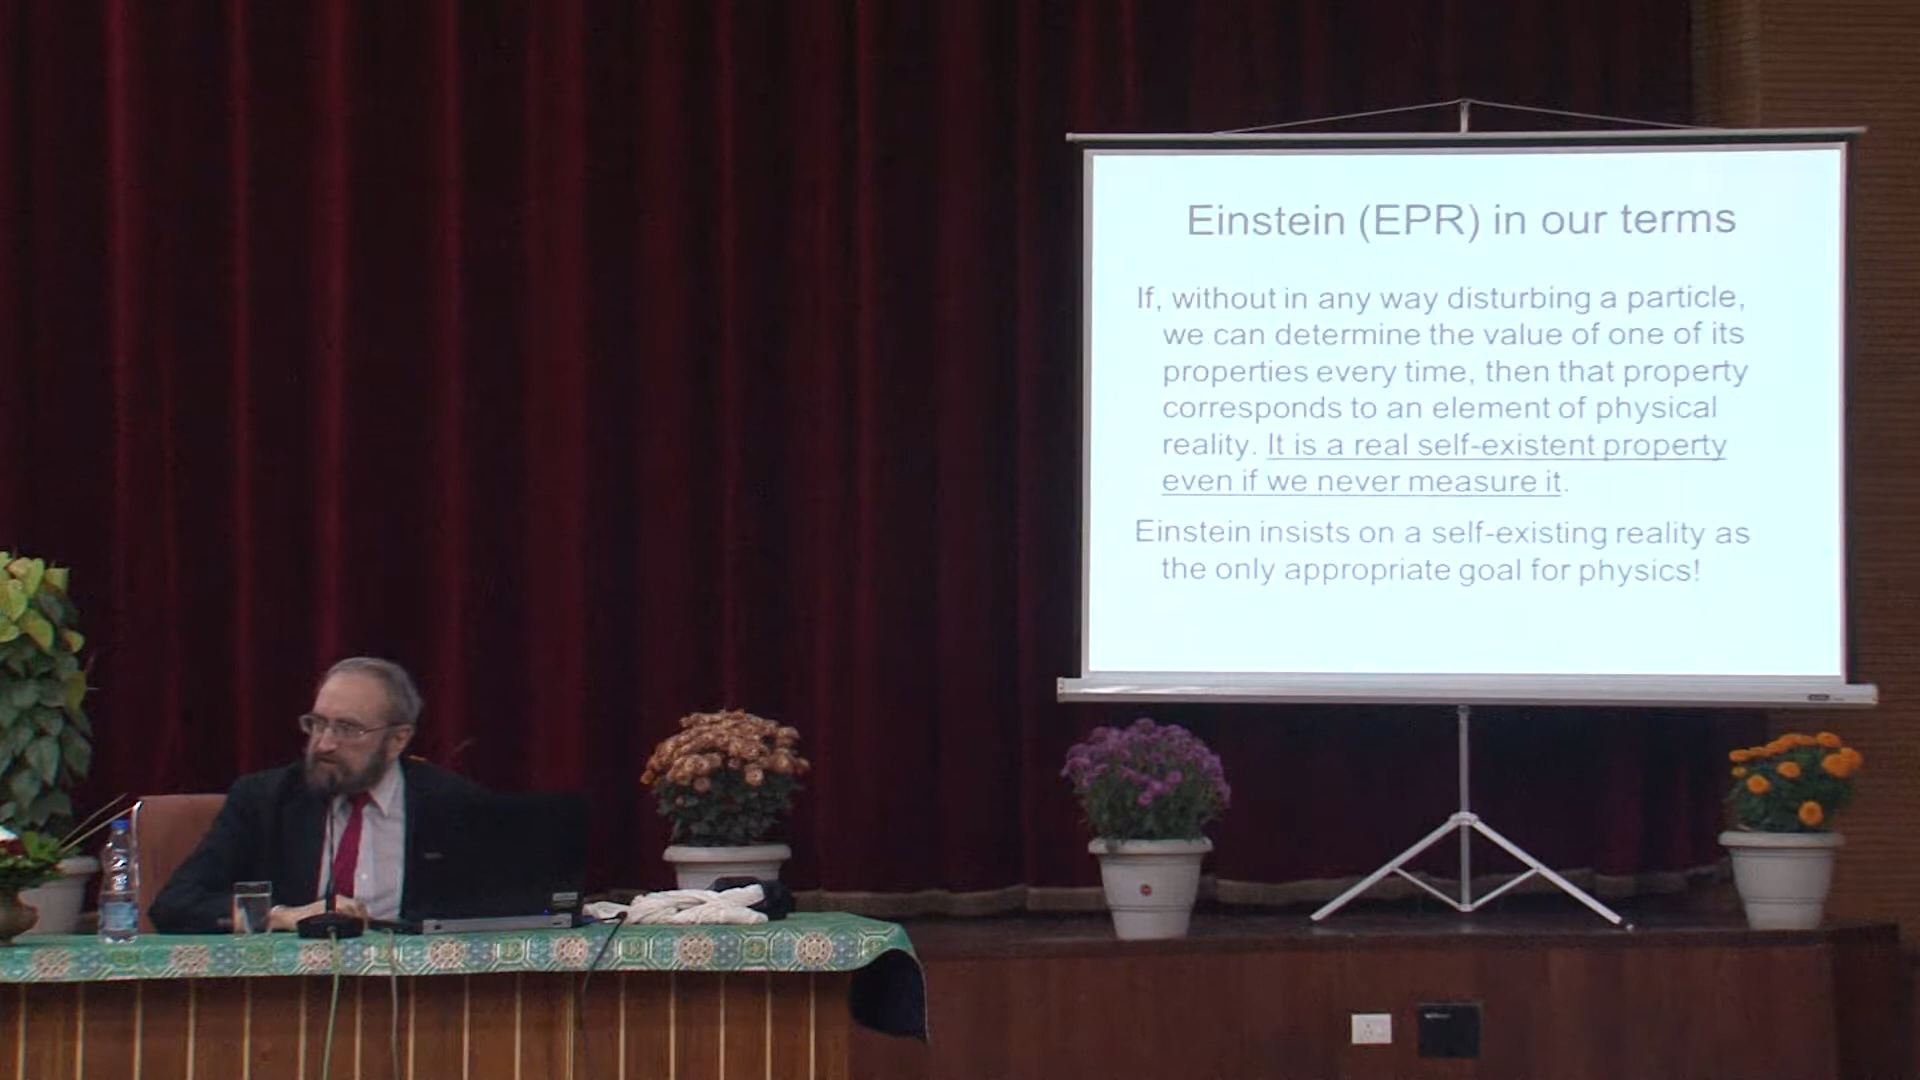 Einstein (EPR) in our terms
If, without in any way disturbing a particle,
we can determine the value of one of its
properties every time, then that property
corresponds to an element of physical
reality. It is a real self-existent property
even if we never measure it.
Einstein insists on a self-existing reality as
the only appropriate goal for physics!